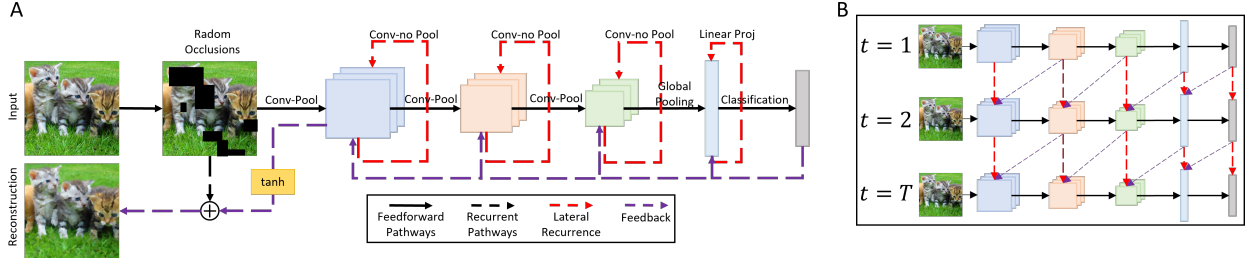 A
Radom
Occlusions
Input
Reconstruction
Conv-Pool
Conv-no Pool
Conv-Pool
Conv-no Pool
Conv-Pool
Conv-no Pool
Global
Pooling
Linear Proj
Classification
tanh
Feedforward
Pathways
Recurrent
Pathways
Lateral
Recurrence
Feedback
B
t = 1
t = 2
t = T